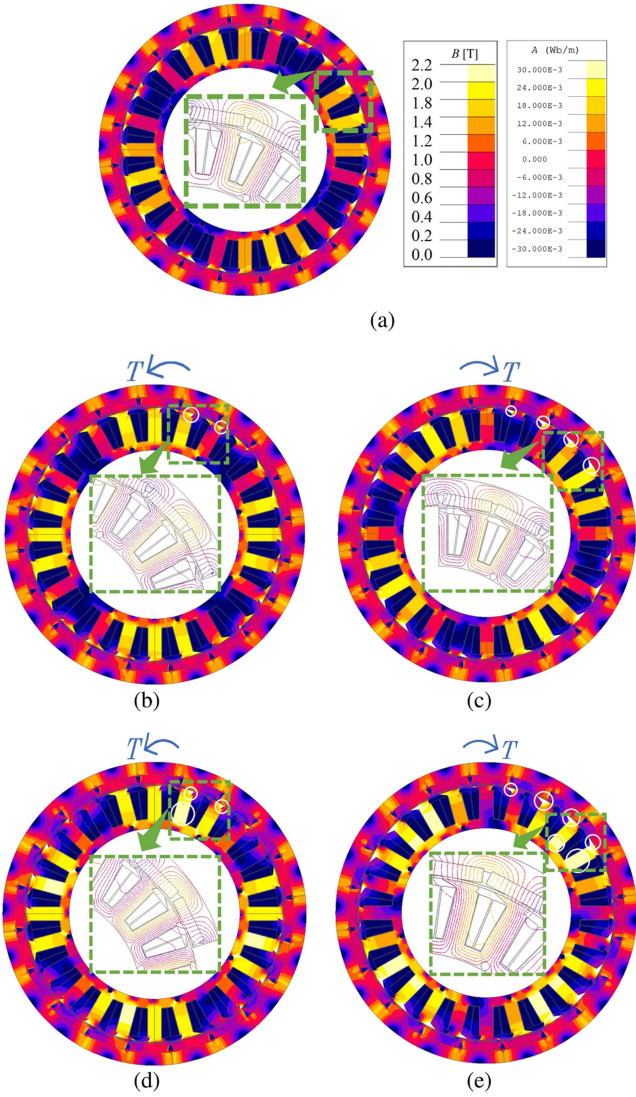 B [T]
2.2
2.0
1.8
1.6
1.4
1.2
1.0
0.8
0.6
0.4
0.2
0.0
A (Wb/m)
30.000E-3
24.000E-3
18.000E-3
12.000E-3
6.000E-3
0.000
-6.000E-3
-12.000E-3
-18.000E-3
-24.000E-3
-30.000E-3
(a)
T
T
(b)
(c)
T
T
(d)
(e)